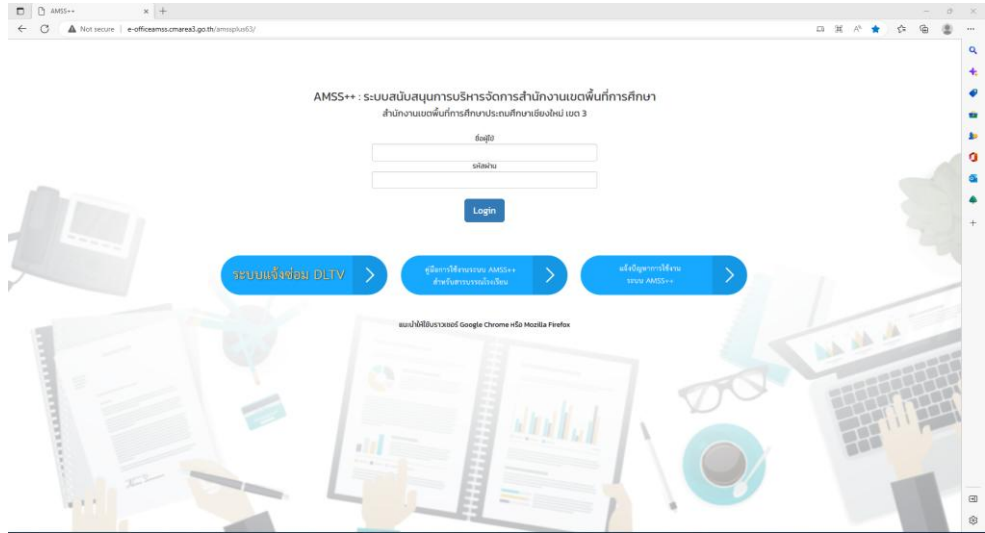 AMSS++
Not secure | e-officeamss.cmarea3.go.th/amssplus63/
AMSS++ : ระบบสนับสนุนการบริหารจัดการสำนักงานเขตพื้นที่การศึกษา
สำนักงานเขตพื้นที่การศึกษาประถมศึกษาเชียงใหม่ เขต 3
ชื่อผู้ใช้
รหัสผ่าน
Login
ระบบแจ้งซ่อม DLTV
คู่มือการใช้งานระบบ AMSS++
สำหรับสารบรรณโรงเรียน
แจ้งปัญหาการใช้งาน
ระบบ AMSS++
แนะนำให้ใช้บราวเซอร์ Google Chrome หรือ Mozilla Firefox